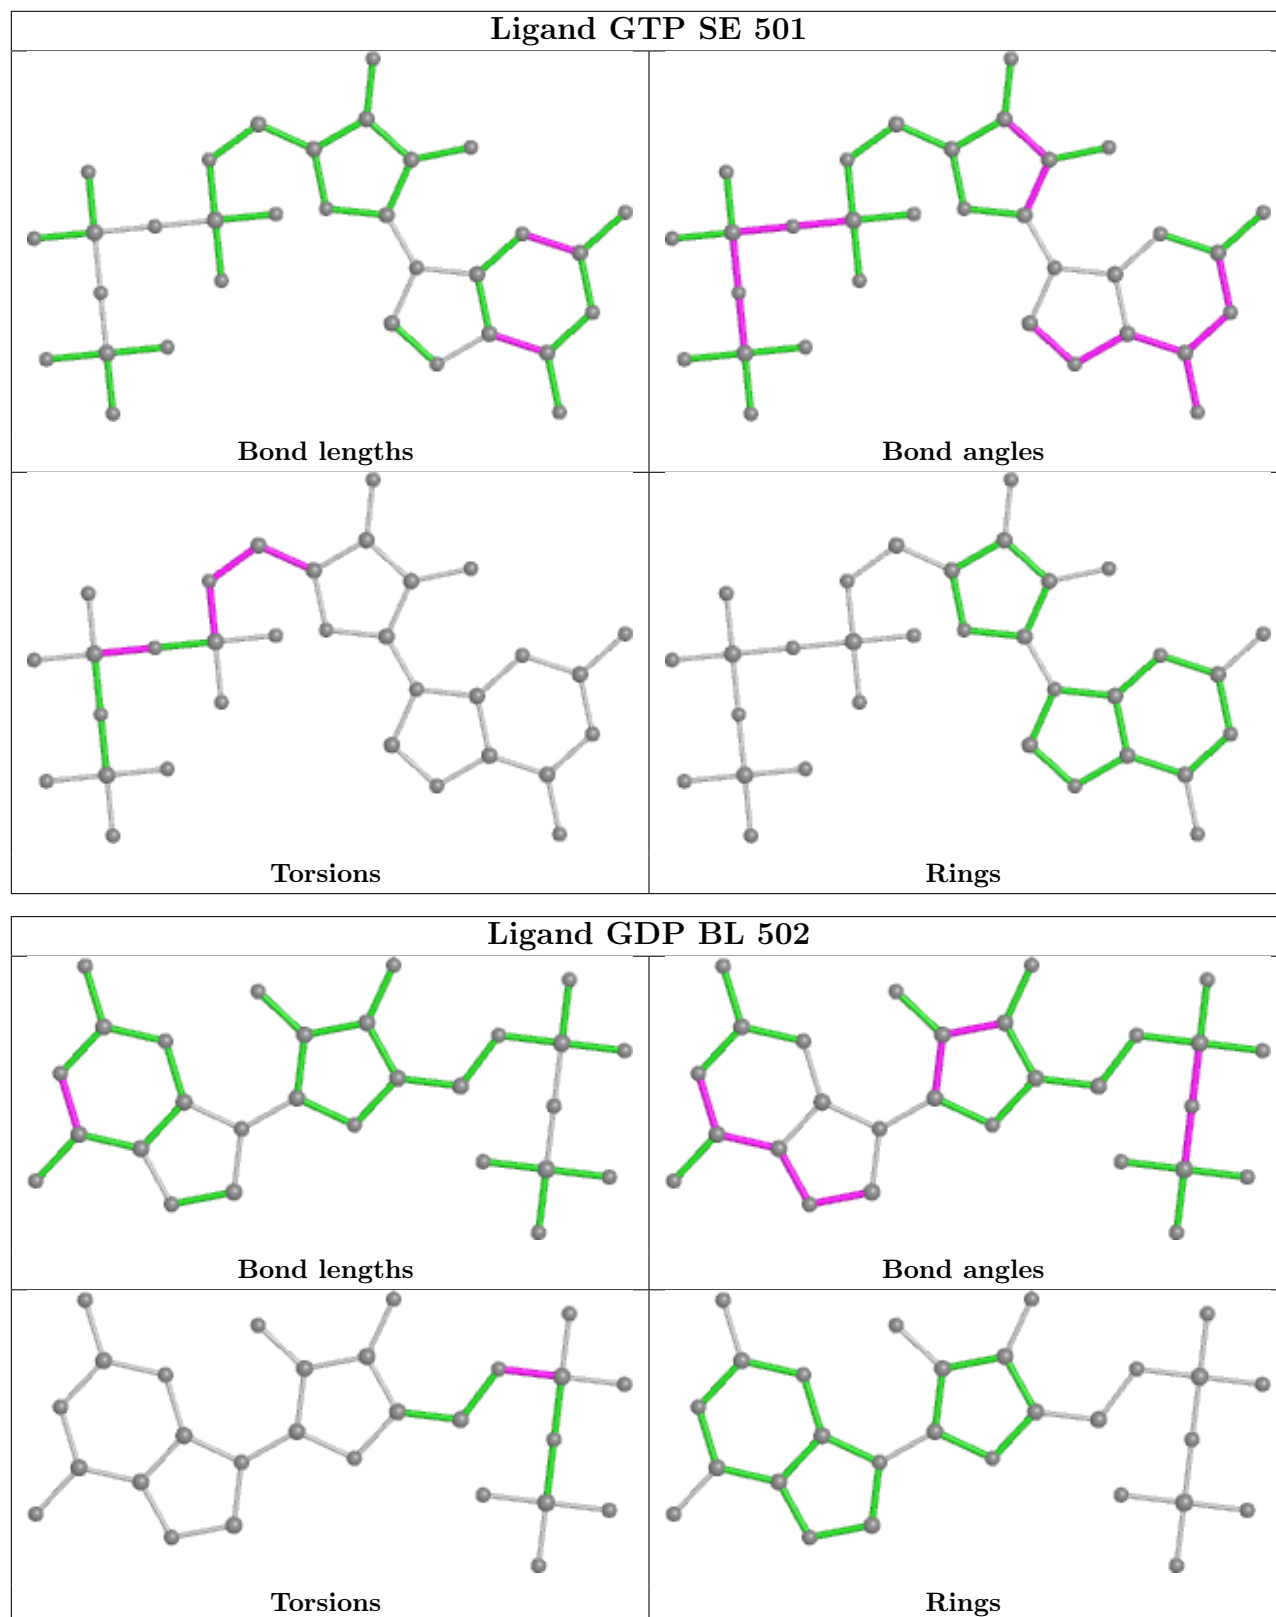 Ligand GTP SE 501
Bond lengths
Bond angles
Torsions
Rings
Ligand GDP BL 502
Bond lengths
Bond angles
Torsions
Rings